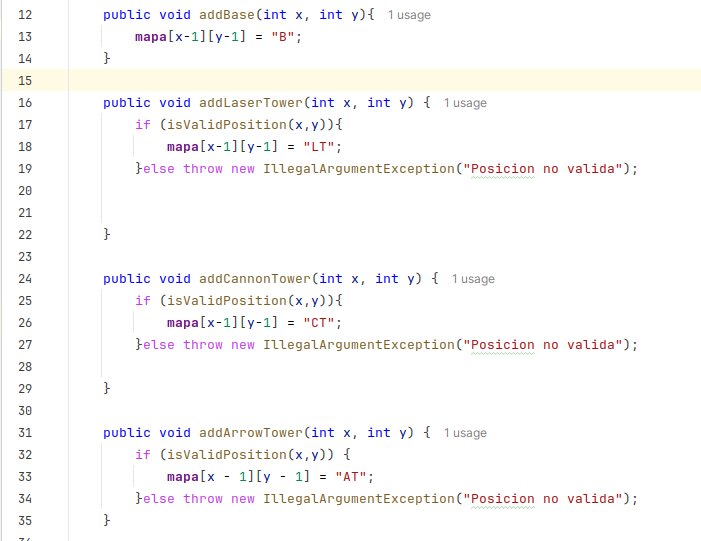 12 public void addBase(int x, int y){ 1 usage
13 mapa[x-1][y-1] = "B";
14 }
15
16 public void addLaserTower(int x, int y) { 1 usage
17 if (isValidPosition(x,y)){
18 mapa[x-1][y-1] = "LT";
19 }else throw new IllegalArgumentException("Posicion no valida");
20
21
22 }
23
24 public void addCannonTower(int x, int y) { 1 usage
25 if (isValidPosition(x,y)){
26 mapa[x-1][y-1] = "CT";
27 }else throw new IllegalArgumentException("Posicion no valida");
28
29 }
30
31 public void addArrowTower(int x, int y) { 1 usage
32 if (isValidPosition(x,y)) {
33 mapa[x - 1][y - 1] = "AT";
34 }else throw new IllegalArgumentException("Posicion no valida");
35 }